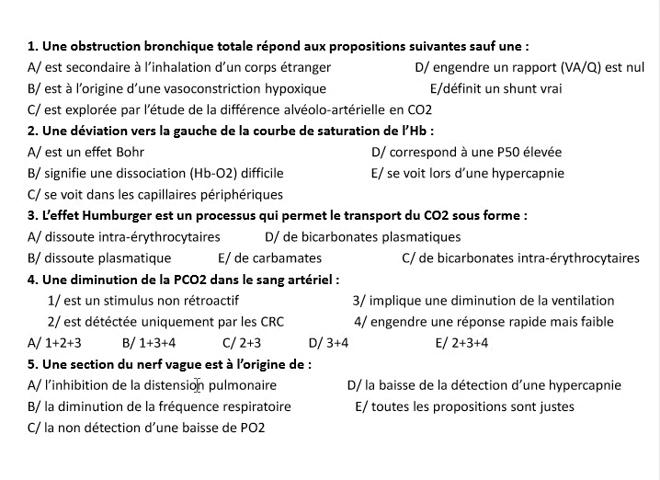 1. Une obstruction bronchique totale répond aux propositions suivantes sauf une :
A/ est secondaire à l'inhalation d'un corps étranger D/ engendre un rapport (VA/Q) est nul
B/ est à l'origine d'une vasoconstriction hypoxique E/définit un shunt vrai
C/ est explorée par l'étude de la différence alvéolo-artérielle en CO2
2. Une déviation vers la gauche de la courbe de saturation de l'Hb :
A/ est un effet Bohr D/ correspond à une P50 élevée
B/ signifie une dissociation (Hb-O2) difficile E/ se voit lors d'une hypercapnie
C/ se voit dans les capillaires périphériques
3. L'effet Humburger est un processus qui permet le transport du CO2 sous forme :
A/ dissoute intra-érythrocytaires D/ de bicarbonates plasmatiques
B/ dissoute plasmatique E/ de carbamates C/ de bicarbonates intra-érythrocytaires
4. Une diminution de la PCO2 dans le sang artériel :
1/ est un stimulus non rétroactif 3/ implique une diminution de la ventilation
2/ est détéctée uniquement par les CRC 4/ engendre une réponse rapide mais faible
A/ 1+2+3 B/ 1+3+4 C/ 2+3 D/ 3+4 E/ 2+3+4
5. Une section du nerf vague est à l'origine de :
A/ l'inhibition de la distension pulmonaire D/ la baisse de la détection d'une hypercapnie
B/ la diminution de la fréquence respiratoire E/ toutes les propositions sont justes
C/ la non détection d'une baisse de PO2